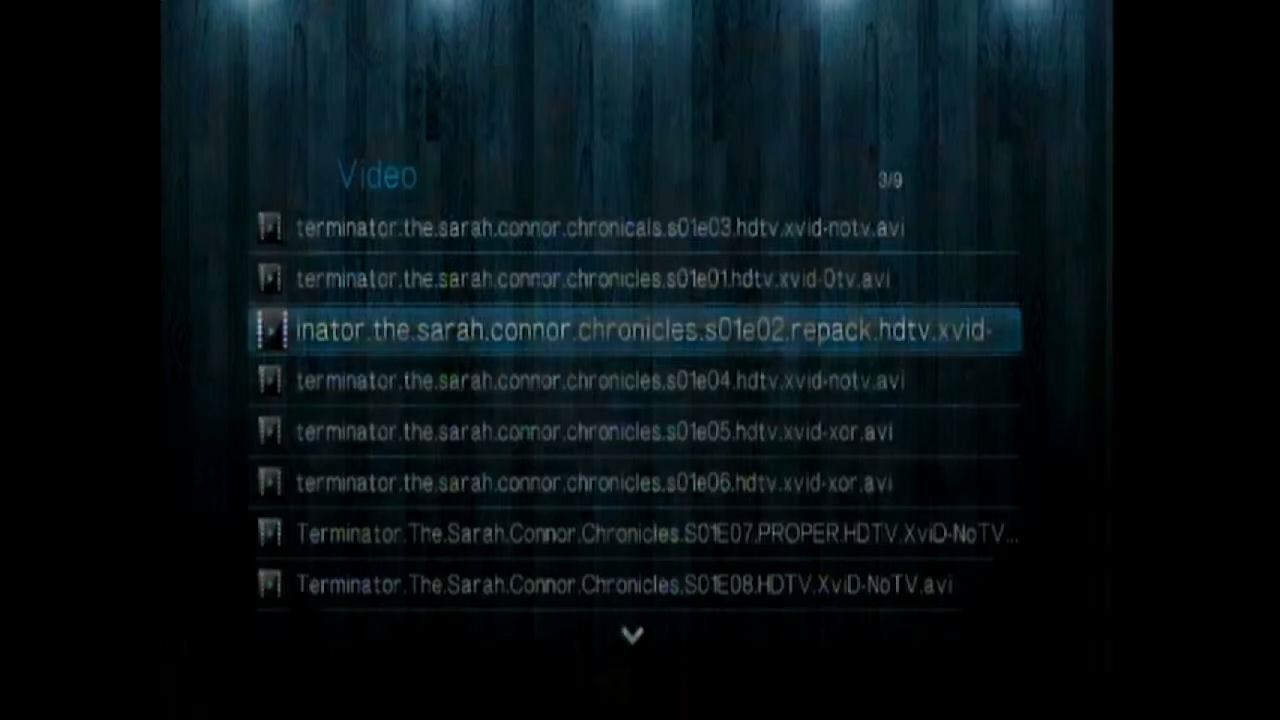 Video
3/9
terminator.the.sarah.connor.chronicals.s01e03.hdtv.xvid-notv.avi
terminator.the.sarah.connor.chronicles.s01e01.hdtv.xvid-0tv.avi
inator.the.sarah.connor.chronicles.s01e02.repack.hdtv.xvid-
terminator.the.sarah.connor.chronicles.s01e04.hdtv.xvid-notv.avi
terminator.the.sarah.connor.chronicles.s01e05.hdtv.xvid-xor.avi
terminator.the.sarah.connor.chronicles.s01e06.hdtv.xvid-xor.avi
Terminator.The.Sarah.Connor.Chronicles.S01E07.PROPER.HDTV.XviD-NoTV...
Terminator.The.Sarah.Connor.Chronicles.S01E08.HDTV.XviD-NoTV.avi